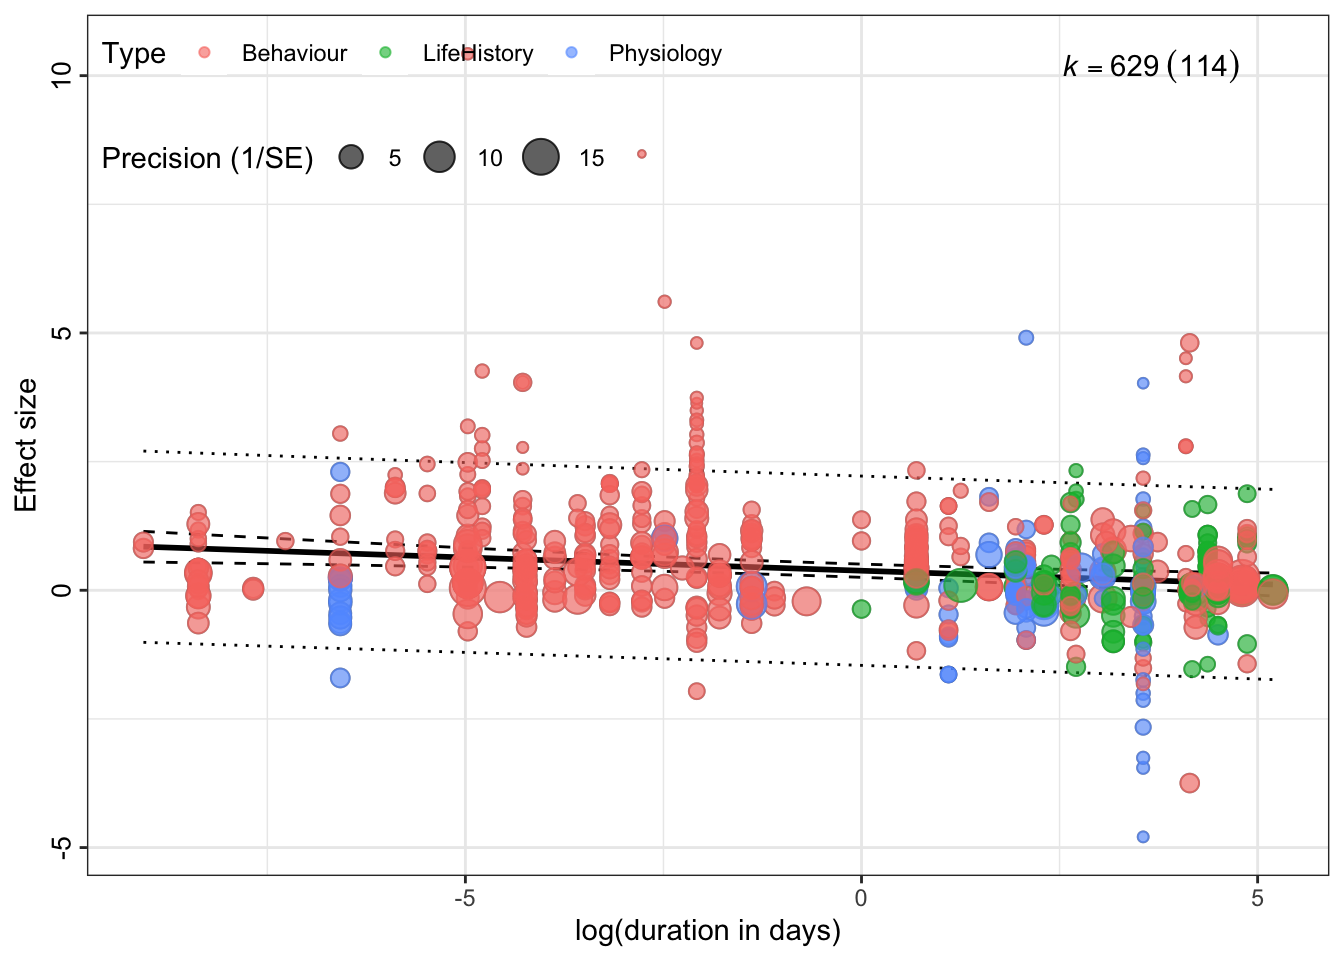 Type Behaviour LifeHistory Physiology
k = 629 (114)
Precision (1/SE) 5 10 15
10
5
0
-5
Effect size
-5 0 5
log(duration in days)